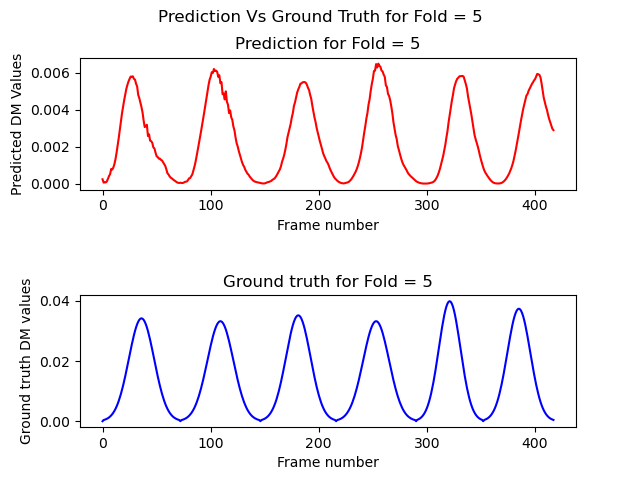 Prediction Vs Ground Truth for Fold = 5
Prediction for Fold = 5
Predicted DM Values
0.006
0.004
0.002
0.000
0 100 200 300 400
Frame number
Ground truth for Fold = 5
Ground truth DM values
0.04
0.02
0.00
0 100 200 300 400
Frame number